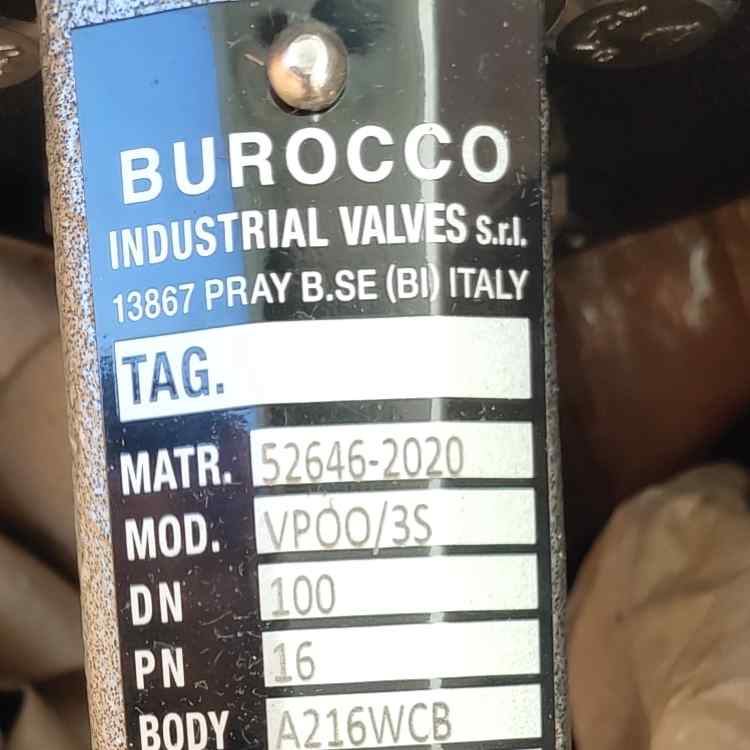 BUROCCO
INDUSTRIAL VALVES S.r.l.
13867 PRAY B.SE (BI) ITALY
TAG.
MATR. 52646-2020
MOD. VPOO/3S
DN 100
PN 16
BODY A216WCB